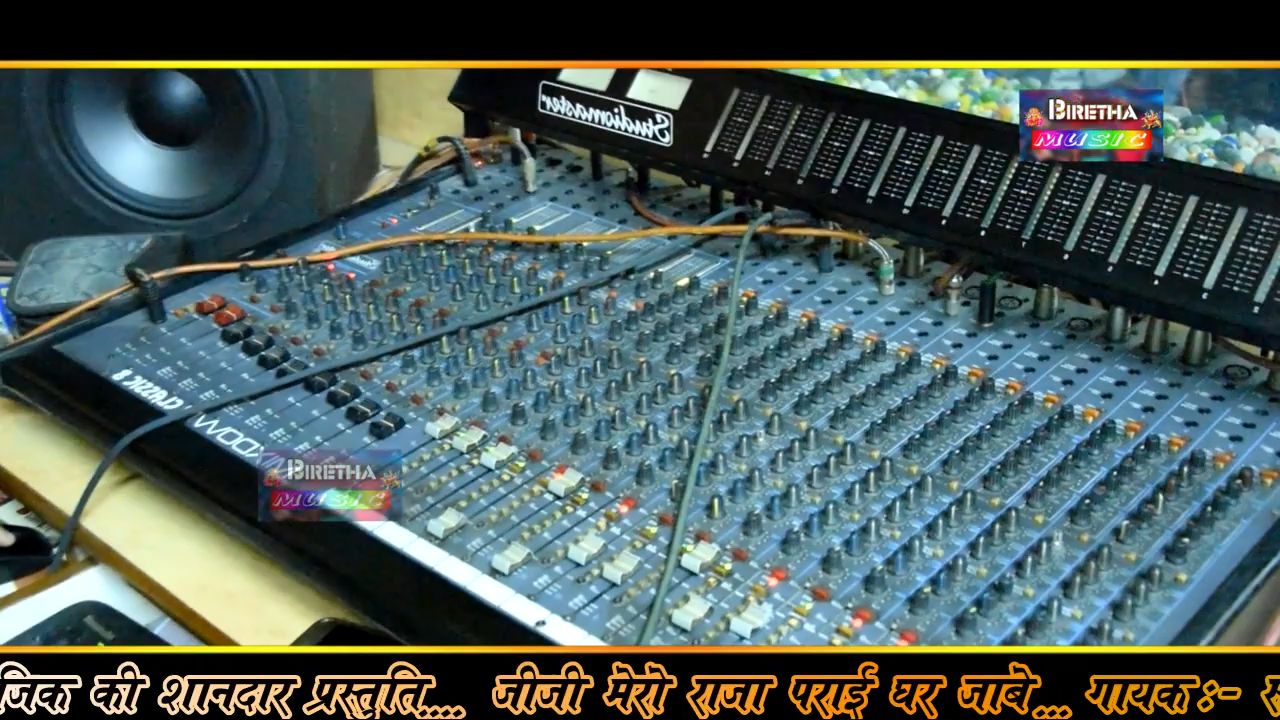 Studiomaster
BIRETHA
MUSIC
CLASSIC 8
BIRETHA
MUSIC
जिक की शानदार प्रस्तुति.... जीजी मेरो राजा पराई घर जाबे... गायक:-